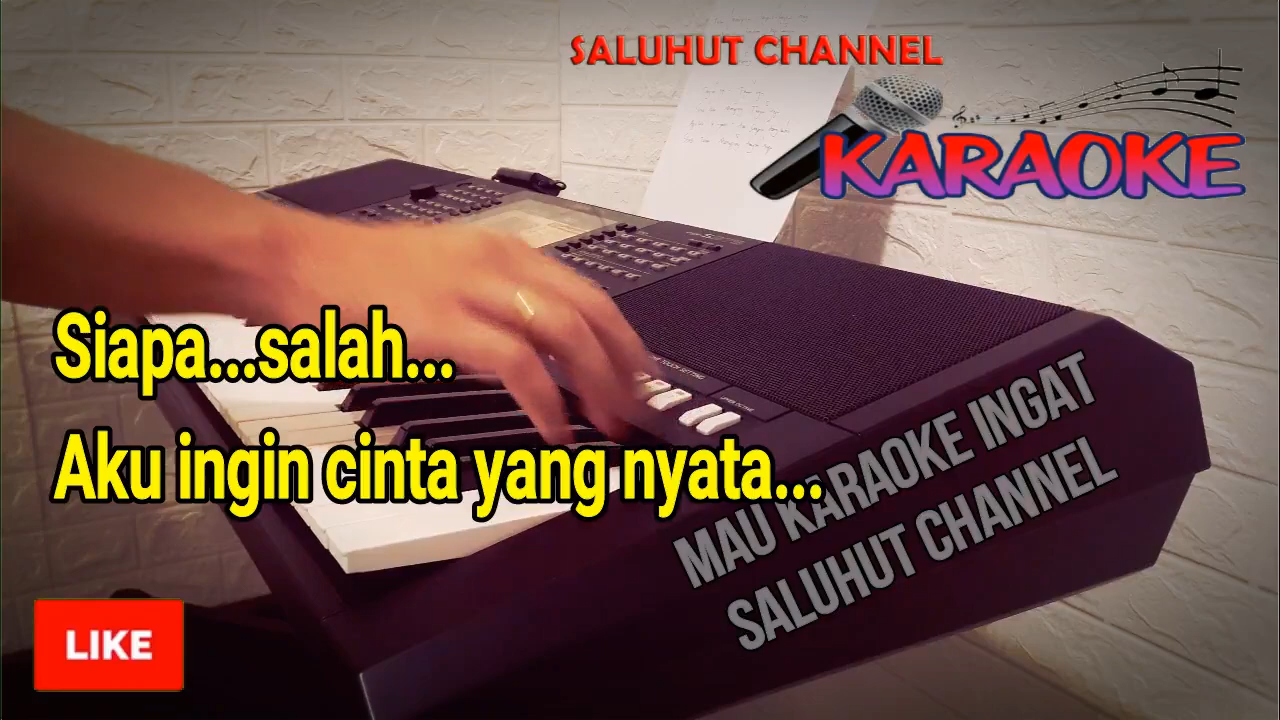 SALUHUT CHANNEL
KARAOKE
Siapa...salah...
Aku ingin cinta yang nyata...
MAU KARAOKE INGAT
SALUHUT CHANNEL
LIKE